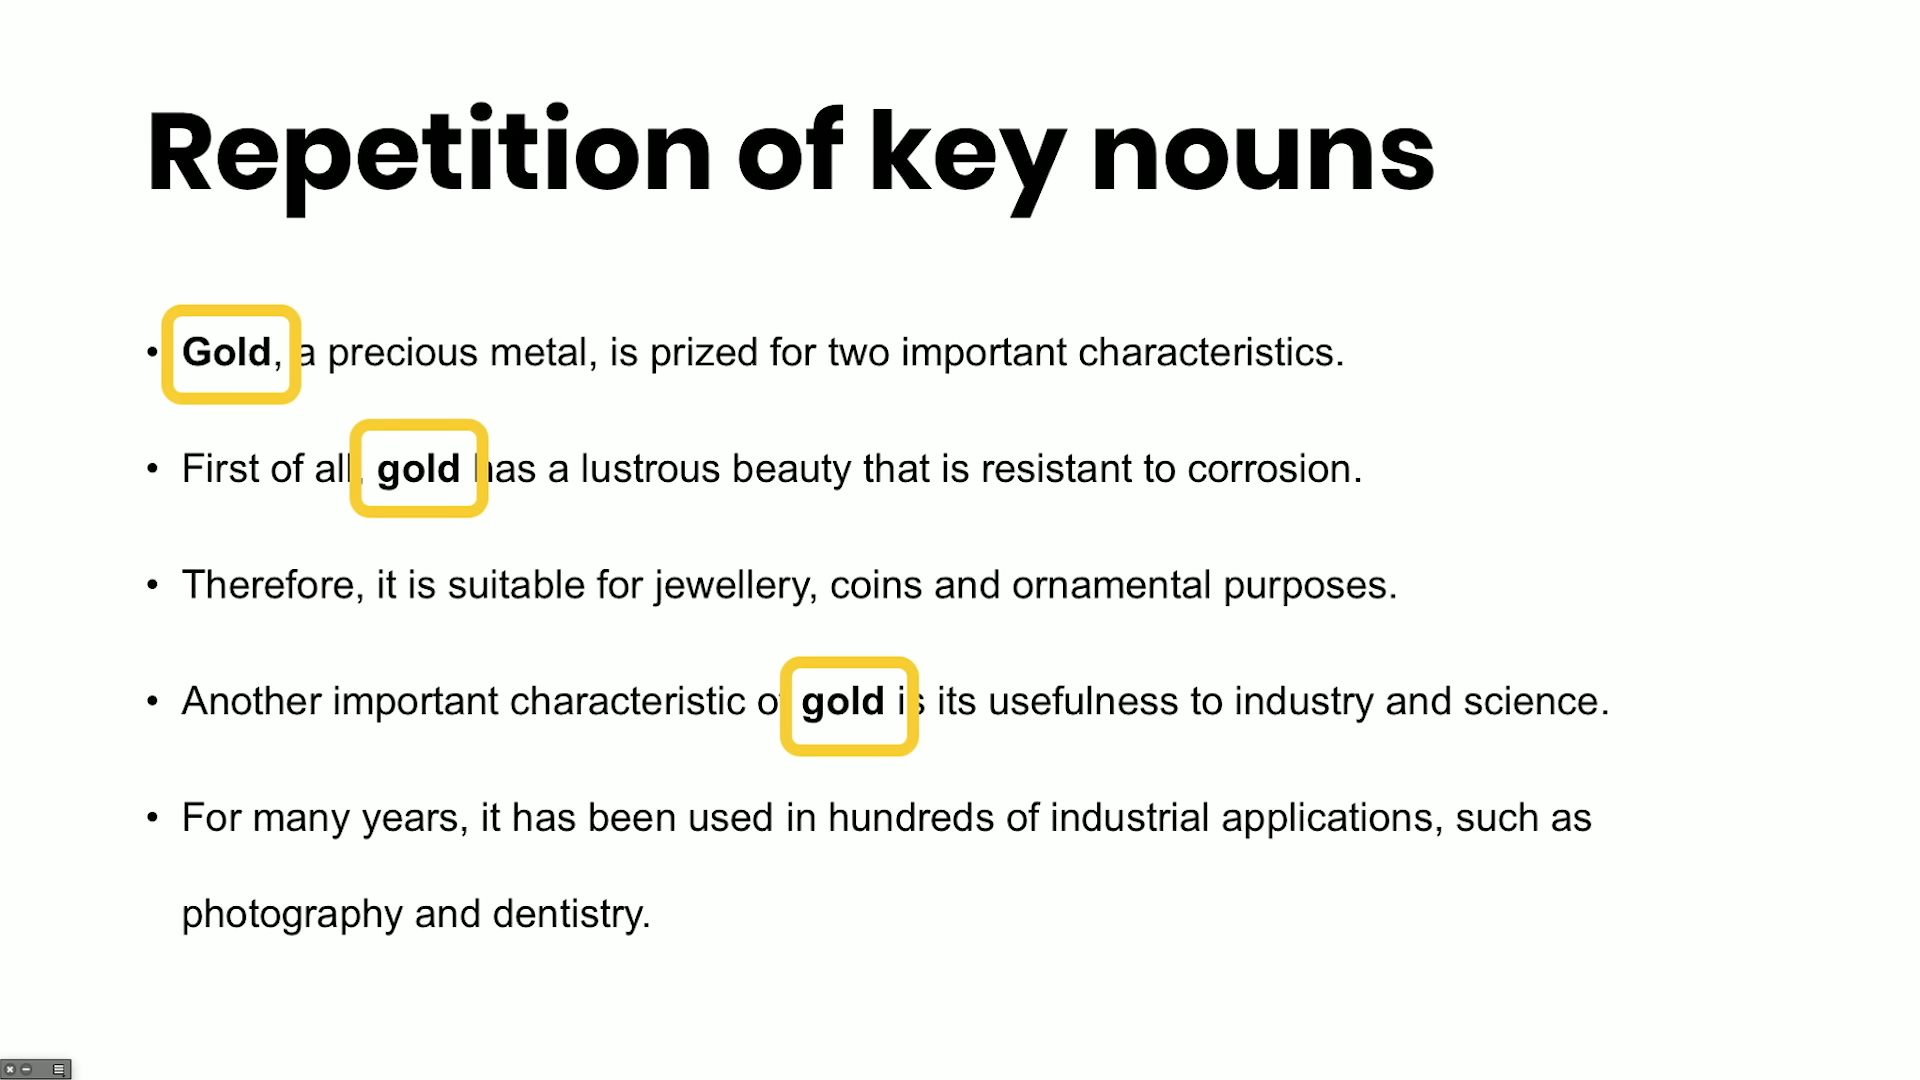 Repetition of key nouns
• Gold, a precious metal, is prized for two important characteristics.
• First of all, gold has a lustrous beauty that is resistant to corrosion.
• Therefore, it is suitable for jewellery, coins and ornamental purposes.
• Another important characteristic of gold is its usefulness to industry and science.
• For many years, it has been used in hundreds of industrial applications, such as
photography and dentistry.